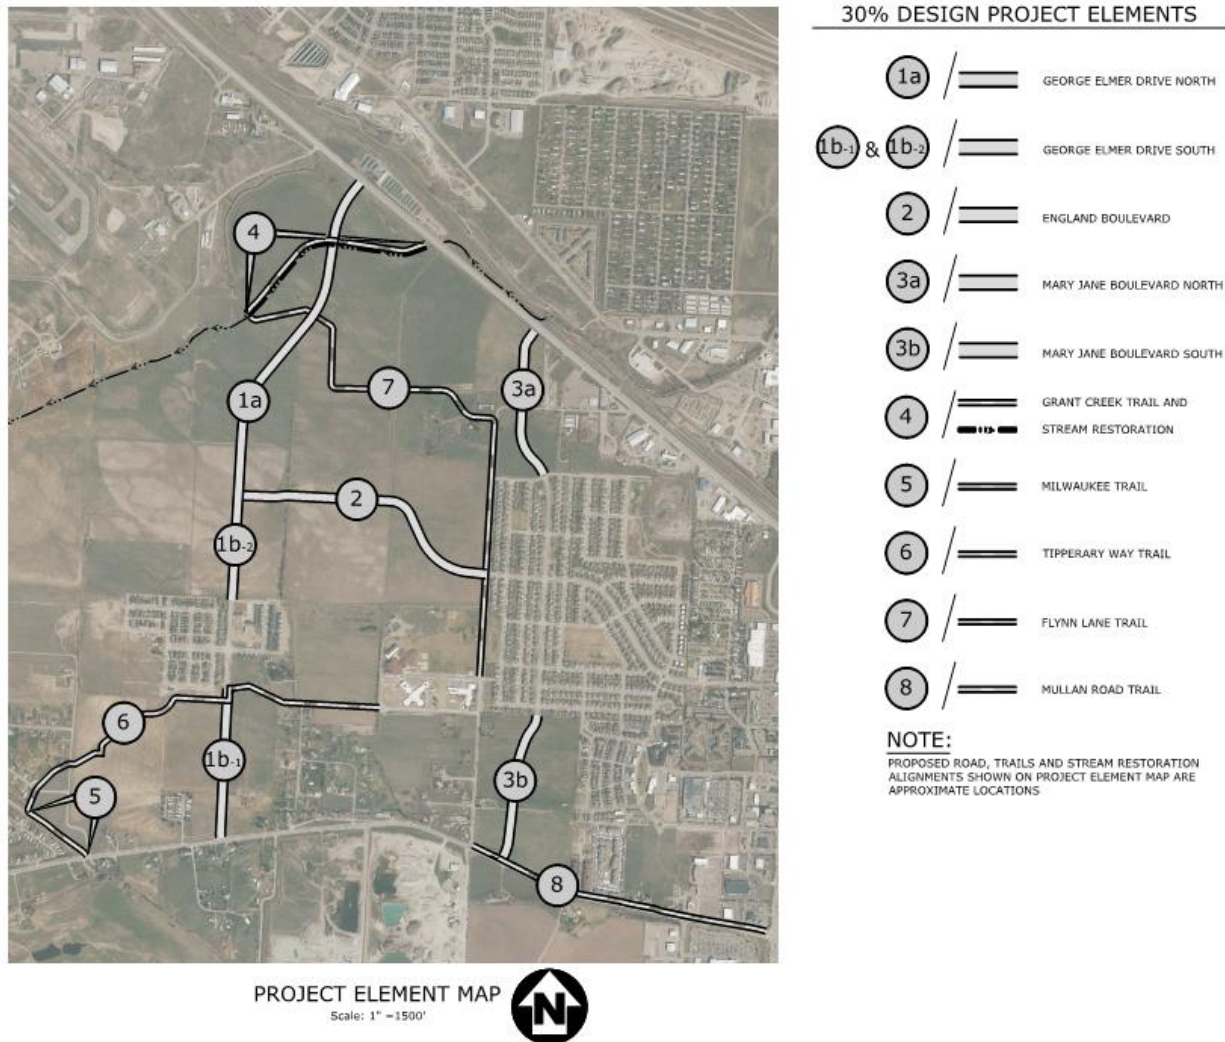 30% DESIGN PROJECT ELEMENTS
1a / GEORGE ELMER DRIVE NORTH
1b-1 & 1b-2 / GEORGE ELMER DRIVE SOUTH
2 / ENGLAND BOULEVARD
3a / MARY JANE BOULEVARD NORTH
3b / MARY JANE BOULEVARD SOUTH
4 / GRANT CREEK TRAIL AND
STREAM RESTORATION
5 / MILWAUKEE TRAIL
6 / TIPPERARY WAY TRAIL
7 / FLYNN LANE TRAIL
8 / MULLAN ROAD TRAIL
NOTE:
PROPOSED ROAD, TRAILS AND STREAM RESTORATION
ALIGNMENTS SHOWN ON PROJECT ELEMENT MAP ARE
APPROXIMATE LOCATIONS
4
7
3a
1a
2
1b-2
6
1b-1
3b
5
8
PROJECT ELEMENT MAP
Scale: 1" =1500'
N